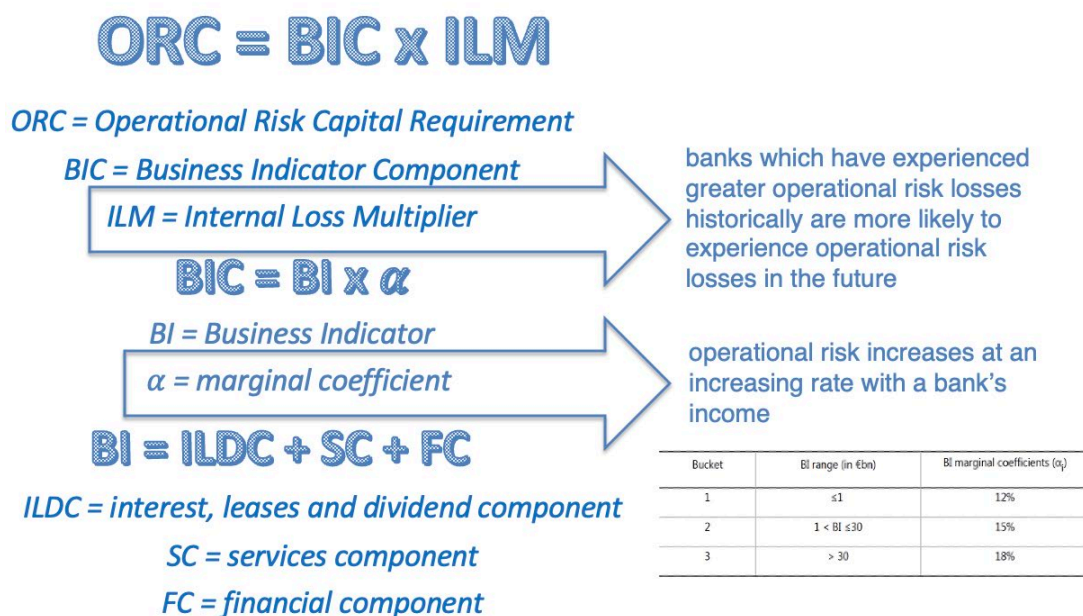 ORC = BIC x ILM
ORC = Operational Risk Capital Requirement
BIC = Business Indicator Component
ILM = Internal Loss Multiplier
banks which have experienced
greater operational risk losses
historically are more likely to
experience operational risk
losses in the future
BIC = BI x α
BI = Business Indicator
α = marginal coefficient
operational risk increases at an
increasing rate with a bank's
income
BI = ILDC + SC + FC
ILDC = interest, leases and dividend component
SC = services component
FC = financial component
Bucket BI range (in €bn) BI marginal coefficients (αi)
1 ≤1 12%
2 1 < BI ≤30 15%
3 > 30 18%